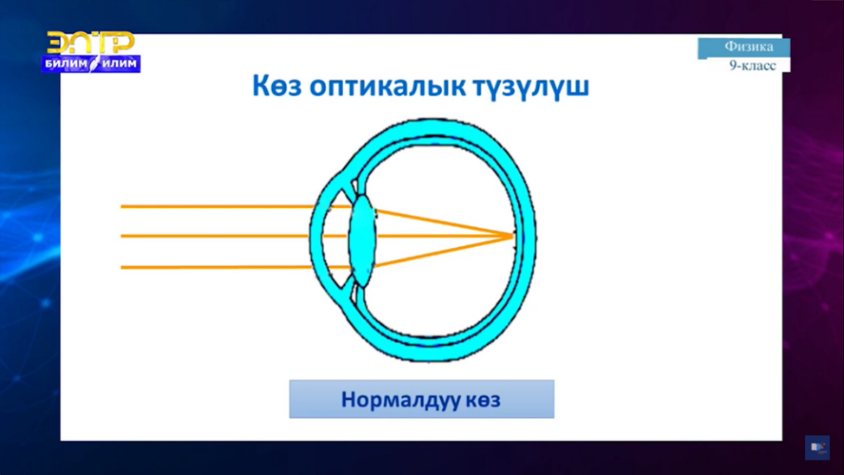 ЭЛТР
БИЛИМ ИЛИМ
Физика
9-класс
Көз оптикалык түзүлүш
Нормалдуу көз